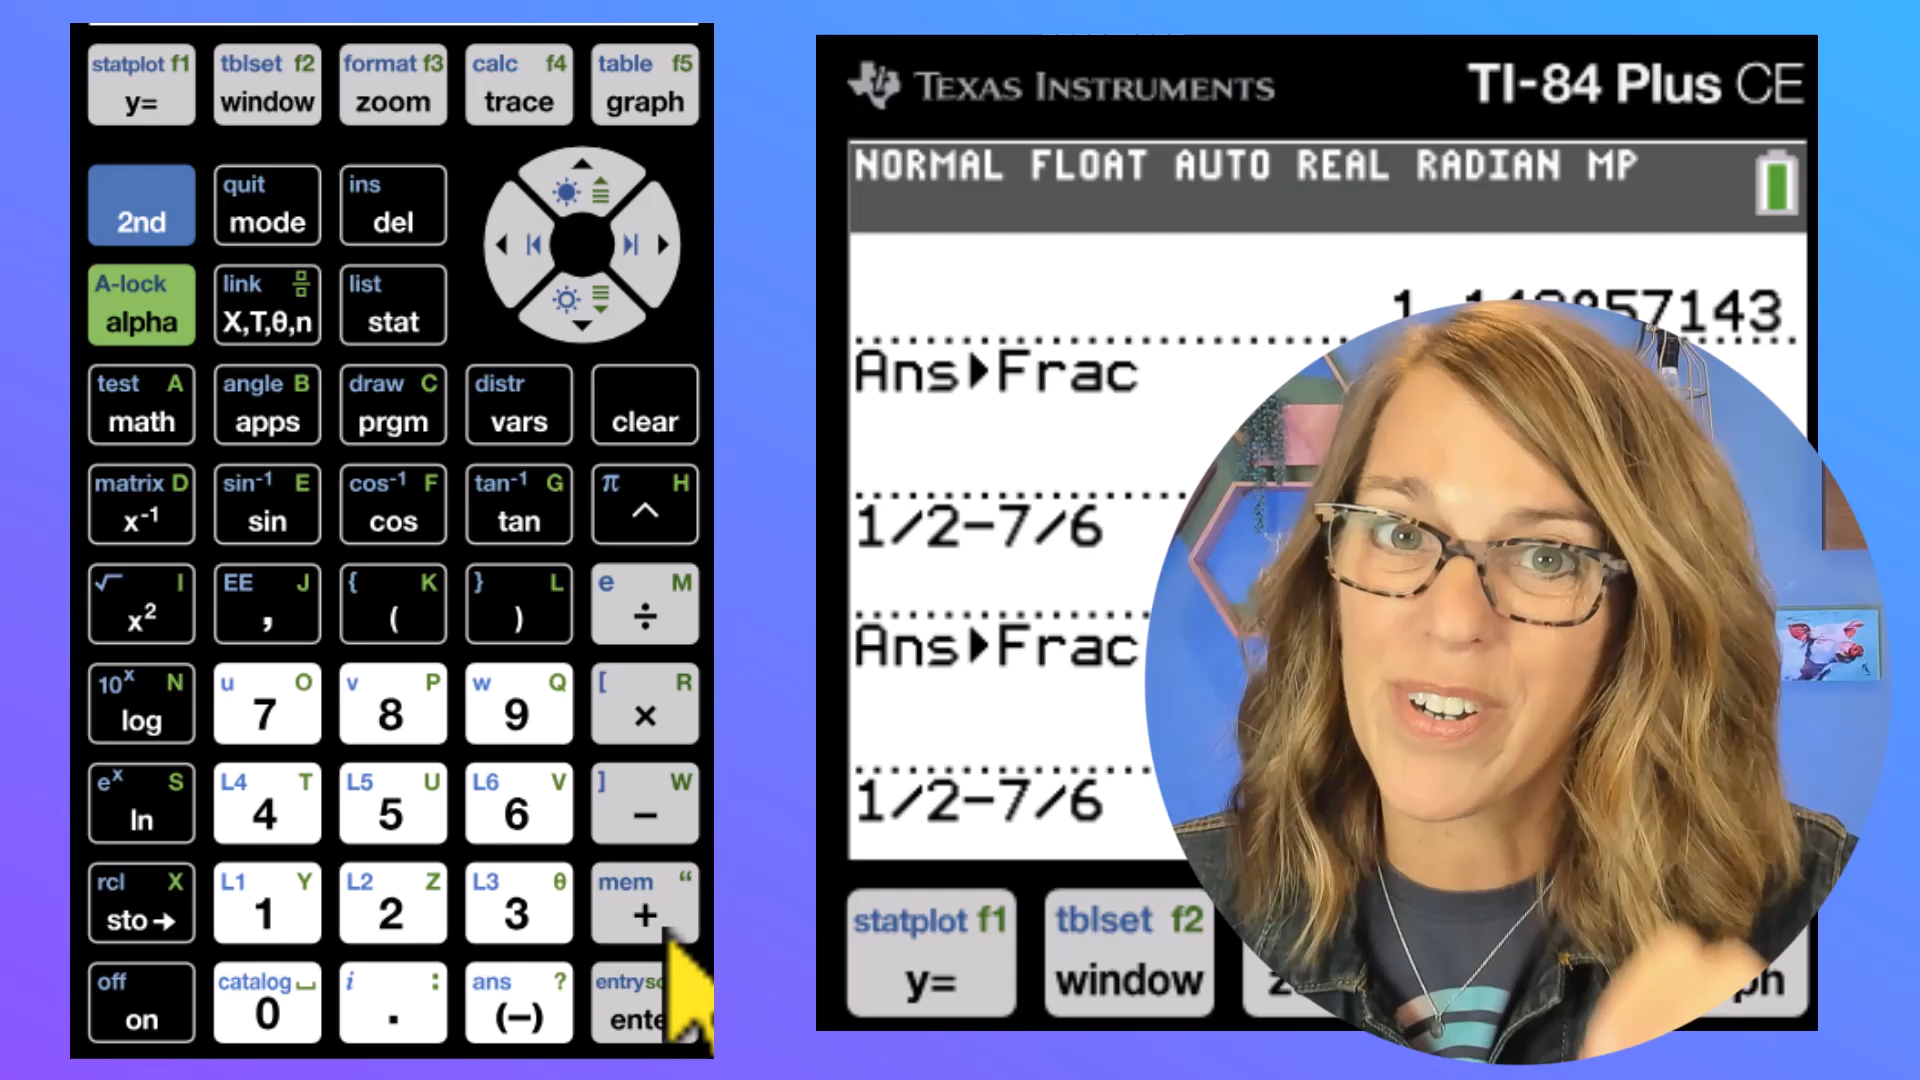 statplot f1 tblset f2 format f3 calc f4 table f5
y= window zoom trace graph
quit ins
2nd mode del
A-lock link list
alpha X,T,θ,n stat
test A angle B draw C distr
math apps prgm vars clear
matrix D sin-1 E cos-1 F tan-1 G π H
x-1 sin cos tan ^
√ I EE J { K } L e M
x2 , ( ) ÷
10x N u O v P w Q [ R
log 7 8 9 ×
ex S L4 T L5 U L6 V ] W
ln 4 5 6 −
rcl X L1 Y L2 Z L3 θ mem “
sto→ 1 2 3 +
off catalog i : ans ? entry
on 0 . (−)
TEXAS INSTRUMENTS TI-84 Plus CE
NORMAL FLOAT AUTO REAL RADIAN MP
Ans▶Frac
1/2-7/6
Ans▶Frac
1/2-7/6
statplot f1 tblset f2
y= window